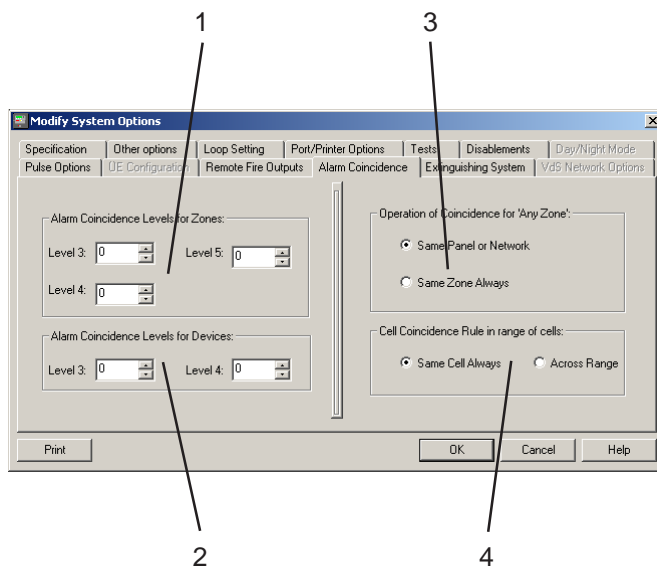 1
3
Modify System Options
Specification
Other options
Loop Setting
Port/Printer Options
Tests
Disablements
Day/Night Mode
Pulse Options
OE Configuration
Remote Fire Outputs
Alarm Coincidence
Extinguishing System
VdS Network Options
Alarm Coincidence Levels for Zones:
Level 3: 0
Level 5: 0
Level 4: 0
Alarm Coincidence Levels for Devices:
Level 3: 0
Level 4: 0
Operation of Coincidence for 'Any Zone':
Same Panel or Network
Same Zone Always
Cell Coincidence Rule in range of cells:
Same Cell Always
Across Range
Print
OK
Cancel
Help
2
4